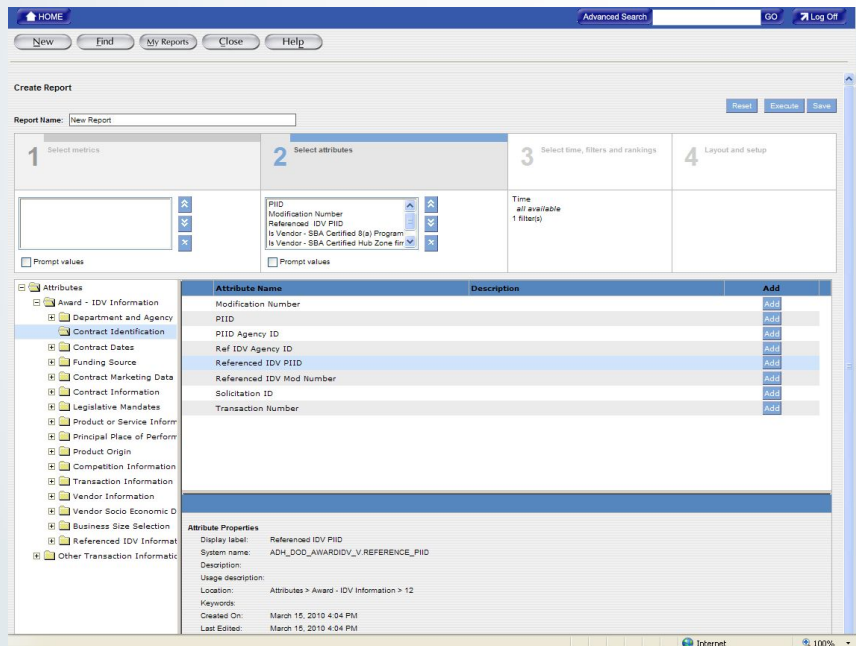 HOME
Advanced Search
GO
Log Off
New
Find
My Reports
Close
Help
Create Report
Reset
Execute
Save
Report Name:
New Report
1 Select metrics
2 Select attributes
3 Select time, filters and rankings
4 Layout and setup
Prompt values
PIID
Modification Number
Referenced IDV PIID
Is Vendor - SBA Certified 8(a) Program
Is Vendor - SBA Certified Hub Zone firr
Prompt values
Time
all available
1 filter(s)
Attributes
Award - IDV Information
Department and Agency
Contract Identification
Contract Dates
Funding Source
Contract Marketing Data
Contract Information
Legislative Mandates
Product or Service Inform
Principal Place of Perform
Product Origin
Competition Information
Transaction Information
Vendor Information
Vendor Socio Economic D
Business Size Selection
Referenced IDV Informat
Other Transaction Informatic
Attribute Name Description Add
Modification Number Add
PIID Add
PIID Agency ID Add
Ref IDV Agency ID Add
Referenced IDV PIID Add
Referenced IDV Mod Number Add
Solicitation ID Add
Transaction Number Add
Attribute Properties
Display label: Referenced IDV PIID
System name: ADH_DOD_AWARDIDV_V.REFERENCE_PIID
Description:
Usage description:
Location: Attributes > Award - IDV Information > 12
Keywords:
Created On: March 15, 2010 4:04 PM
Last Edited: March 15, 2010 4:04 PM
Internet
100%